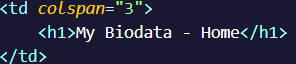 <td colspan="3">
<h1>My Biodata - Home</h1>
</td>